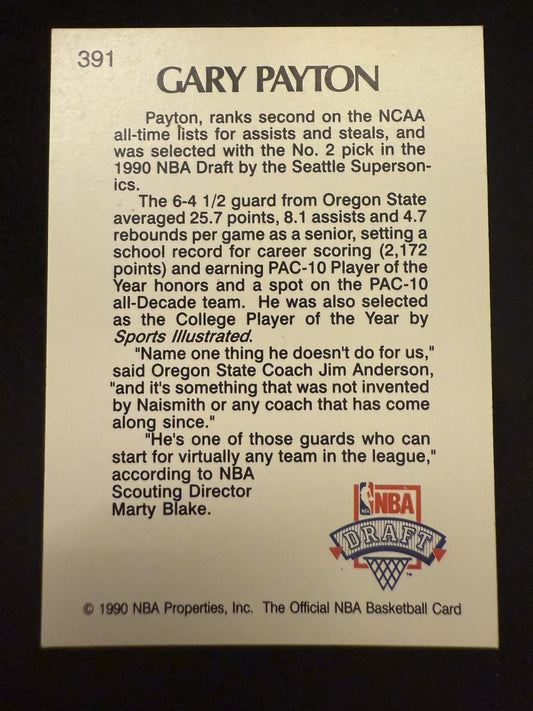 391
GARY PAYTON
Payton, ranks second on the NCAA
all-time lists for assists and steals, and
was selected with the No. 2 pick in the
1990 NBA Draft by the Seattle Superson-
ics.
The 6-4 1/2 guard from Oregon State
averaged 25.7 points, 8.1 assists and 4.7
rebounds per game as a senior, setting a
school record for career scoring (2,172
points) and earning PAC-10 Player of the
Year honors and a spot on the PAC-10
all-Decade team. He was also selected
as the College Player of the Year by
Sports Illustrated.
"Name one thing he doesn't do for us,"
said Oregon State Coach Jim Anderson,
"and it's something that was not invented
by Naismith or any coach that has come
along since."
"He's one of those guards who can
start for virtually any team in the league,"
according to NBA
Scouting Director
Marty Blake.
NBA
NBA
DRAFT
™
© 1990 NBA Properties, Inc. The Official NBA Basketball Card